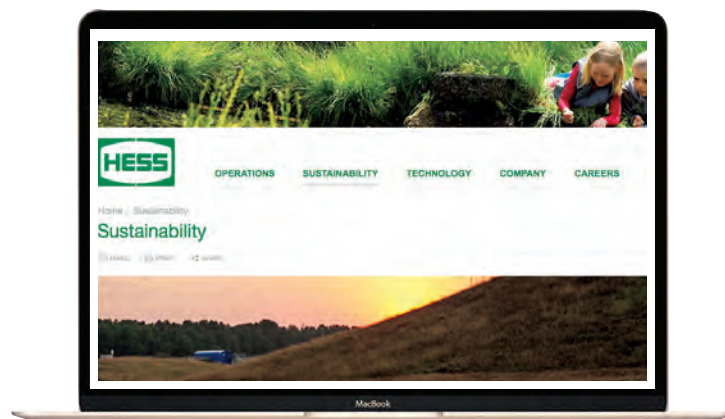 HESS
OPERATIONS SUSTAINABILITY TECHNOLOGY COMPANY CAREERS
Home Sustainability
Sustainability
EMAIL PRINT SHARE
MacBook